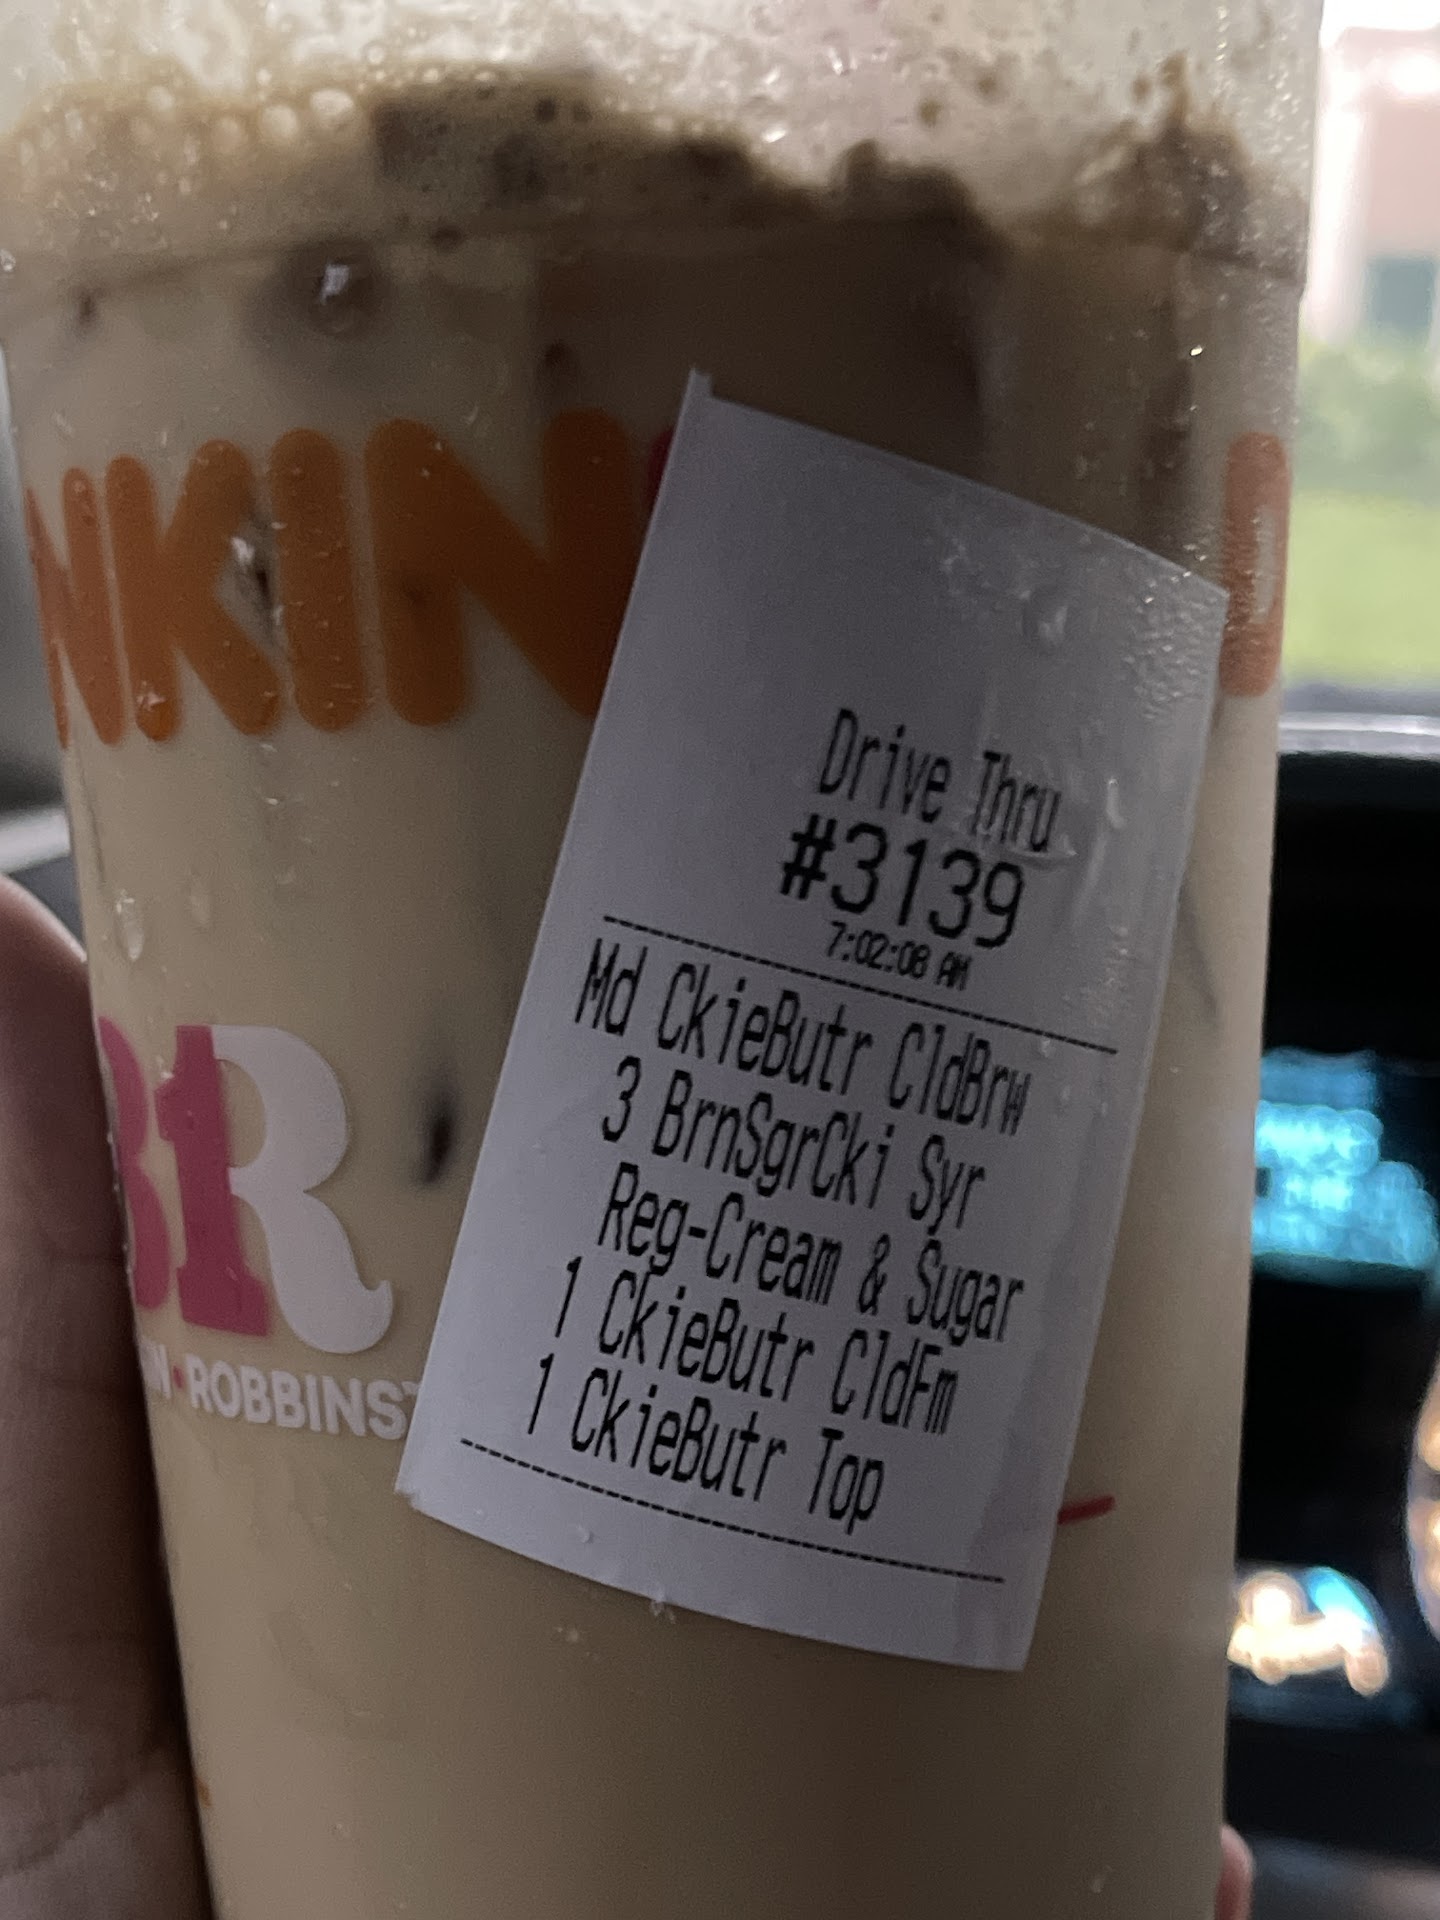 NKIN
D
Drive Thru
#3139
7:02:08 AM
Md CkieButr CldBrw
3 BrnSgrCki Syr
Reg-Cream & Sugar
1 CkieButr CldFm
1 CkieButr Top
BR
N•ROBBINS